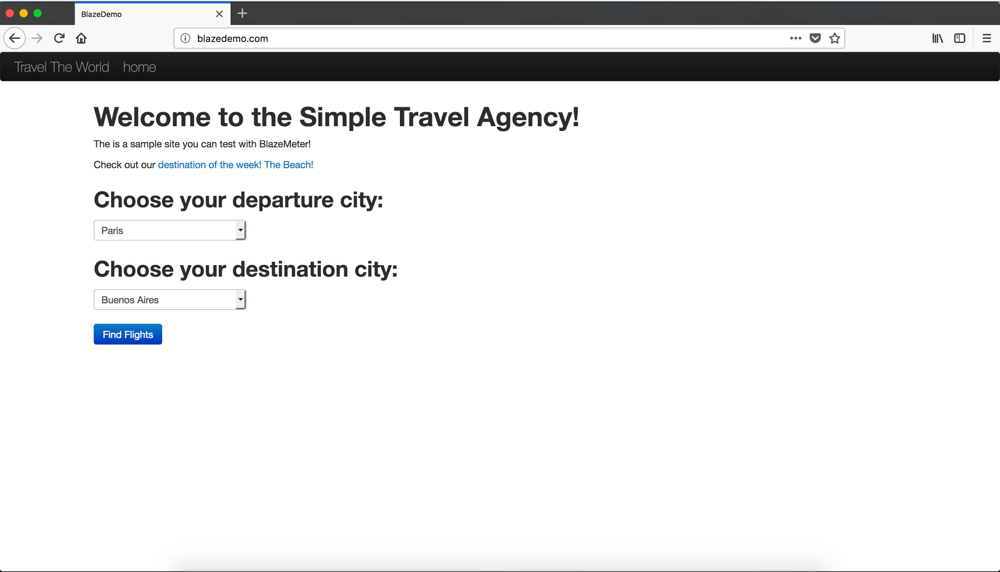 BlazeDemo
blazedemo.com
Travel The World home
Welcome to the Simple Travel Agency!
The is a sample site you can test with BlazeMeter!
Check out our destination of the week! The Beach!
Choose your departure city:
Paris
Choose your destination city:
Buenos Aires
Find Flights